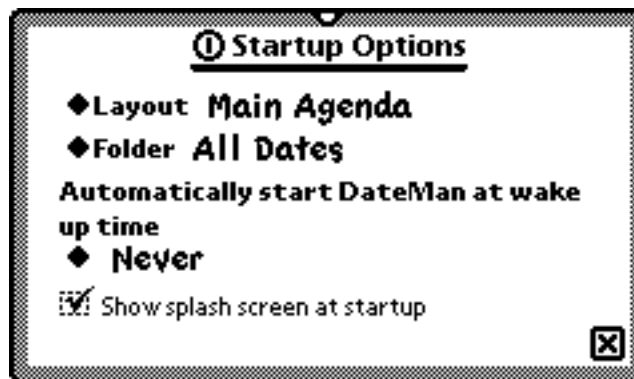 Startup Options
Layout Main Agenda
Folder All Dates
Automatically start DateMan at wake
up time
Never
Show splash screen at startup